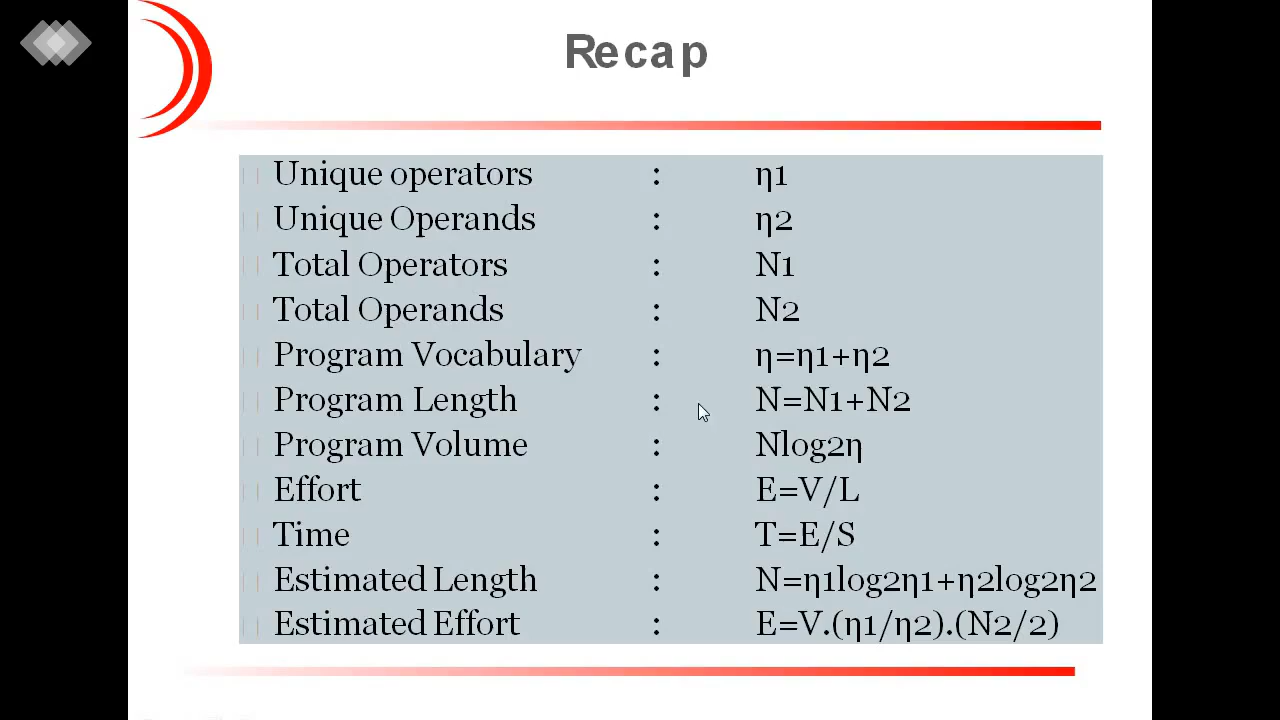 Recap
Unique operators : η1
Unique Operands : η2
Total Operators : N1
Total Operands : N2
Program Vocabulary : η=η1+η2
Program Length : N=N1+N2
Program Volume : Nlog2η
Effort : E=V/L
Time : T=E/S
Estimated Length : N=η1log2η1+η2log2η2
Estimated Effort : E=V.(η1/η2).(N2/2)